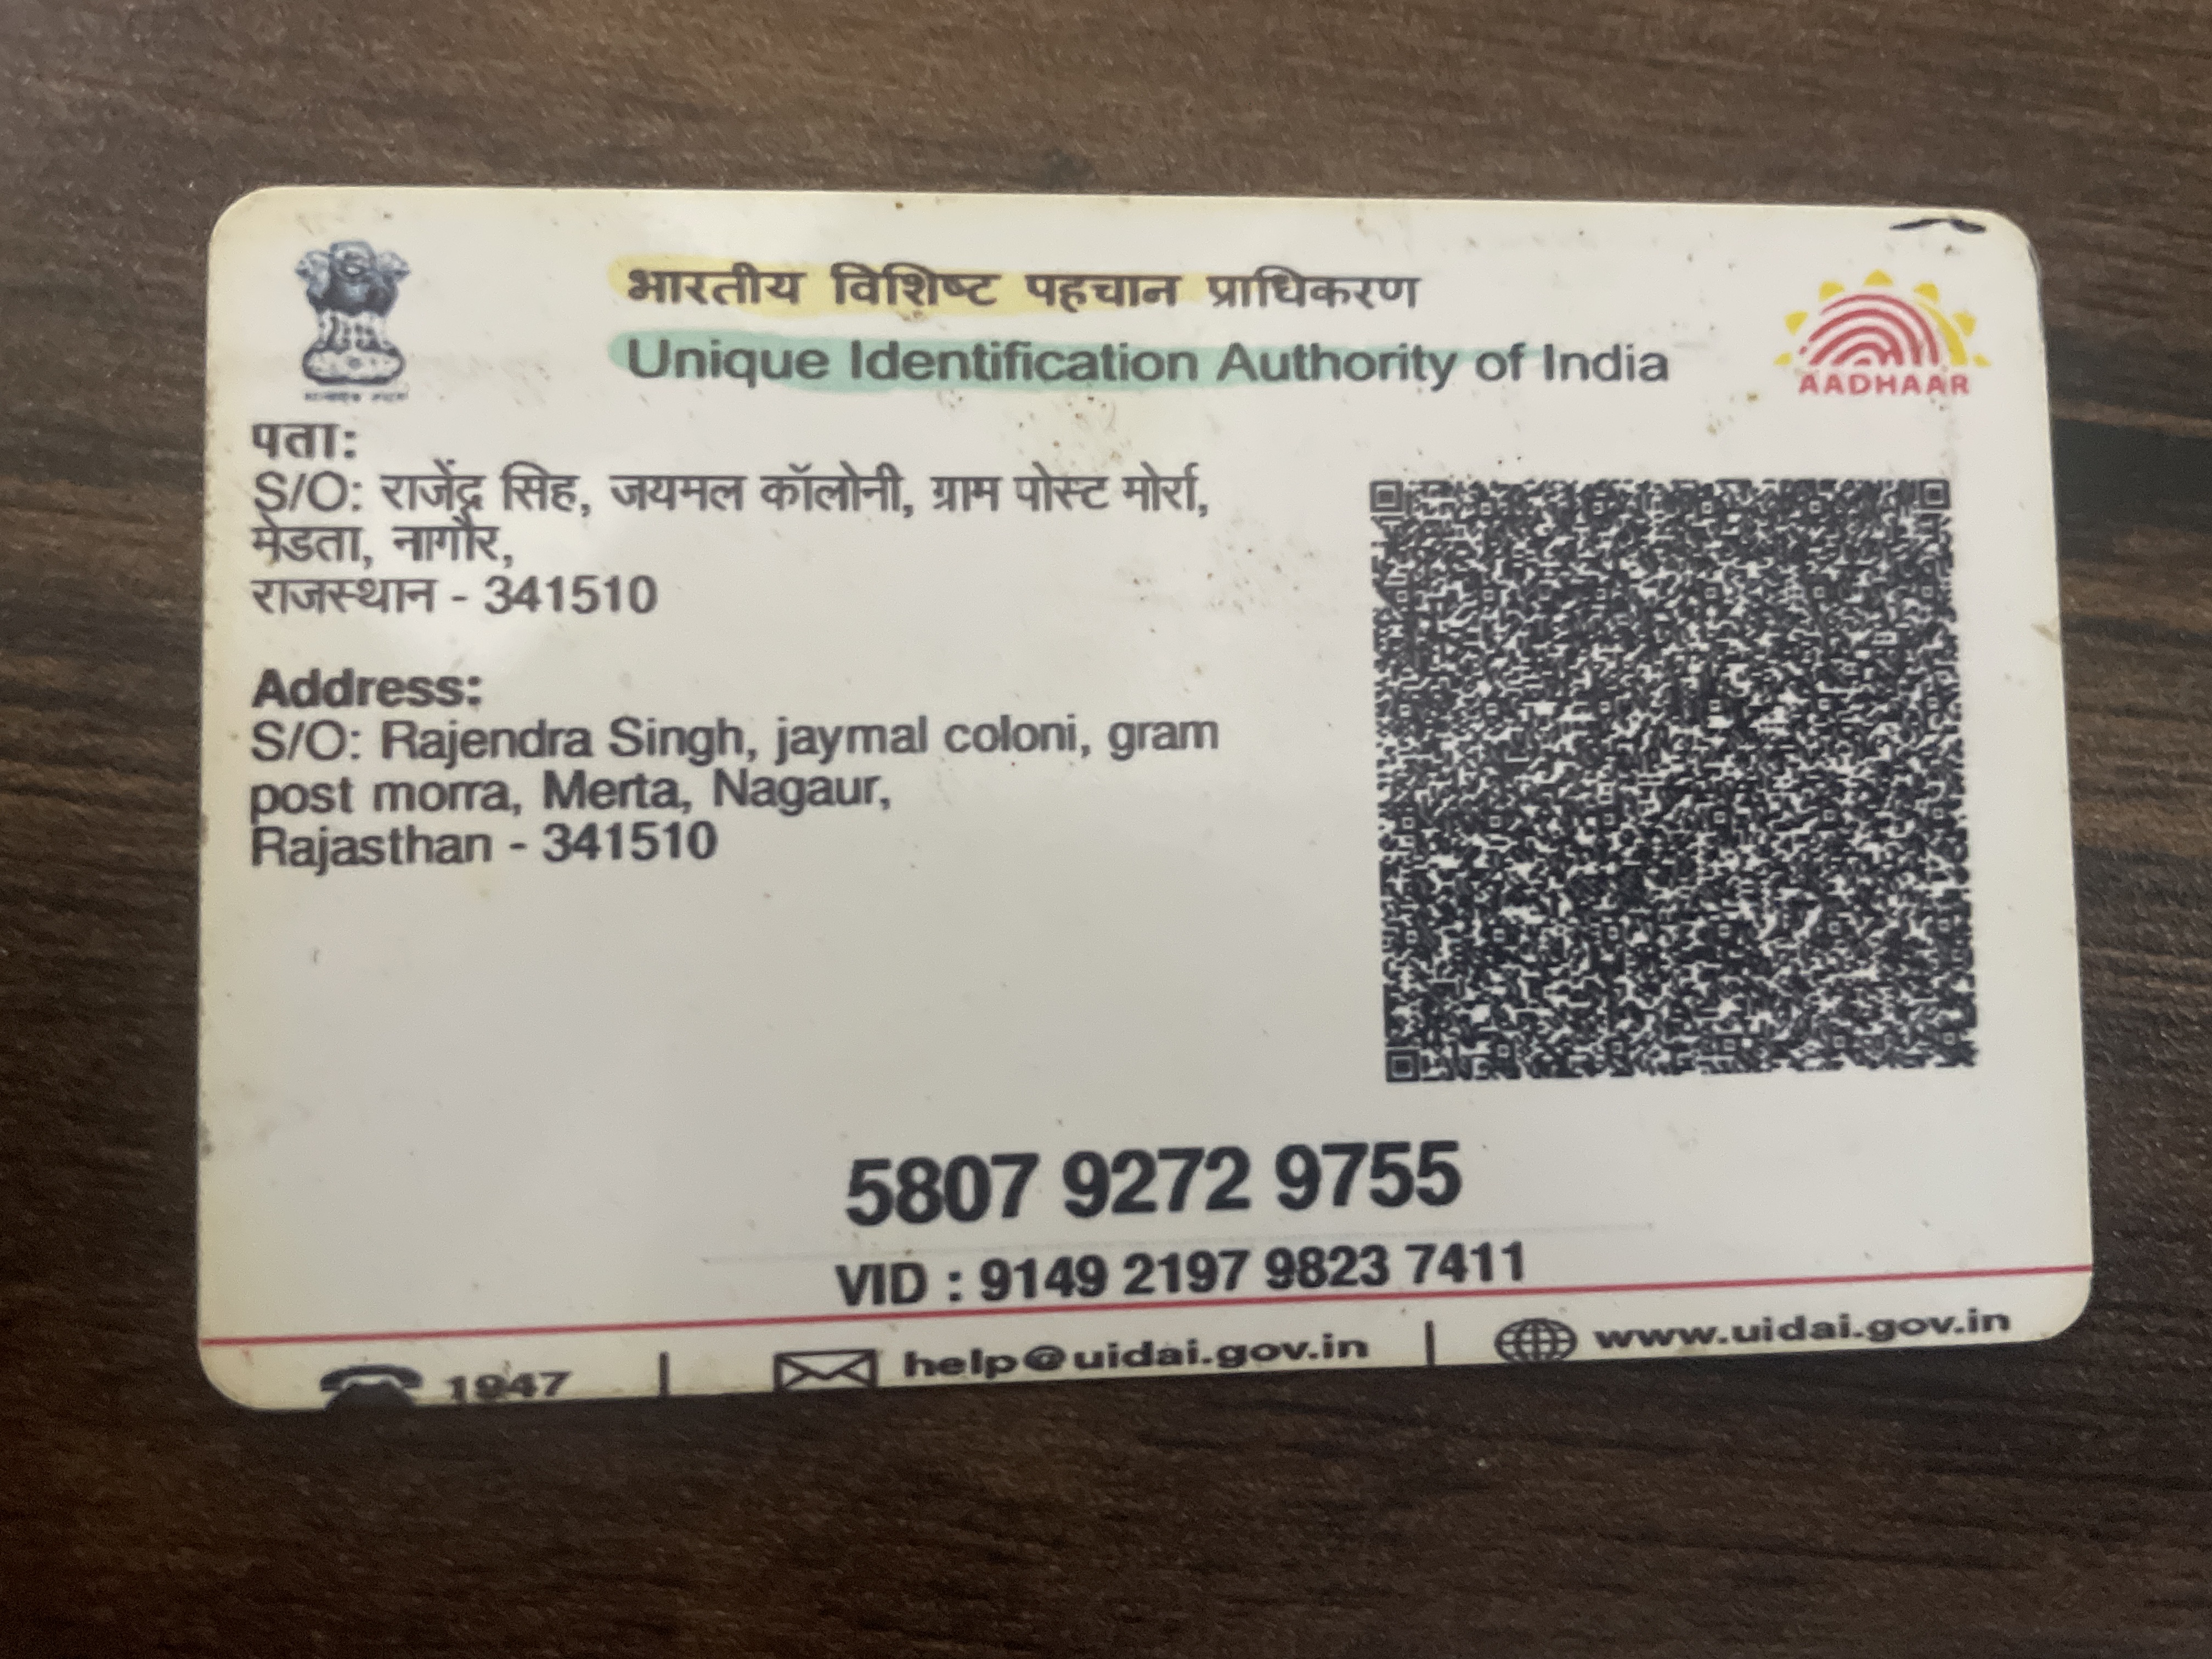 भारतीय विशिष्ट पहचान प्राधिकरण
Unique Identification Authority of India
AADHAAR
पता:
S/O: राजेंद्र सिंह, जयमल कॉलोनी, ग्राम पोस्ट मोर्रा,
मेड़ता, नागौर,
राजस्थान - 341510
Address:
S/O: Rajendra Singh, jaymal coloni, gram
post morra, Merta, Nagaur,
Rajasthan - 341510
5807 9272 9755
VID : 9149 2197 9823 7411
1947 | help@uidai.gov.in | www.uidai.gov.in